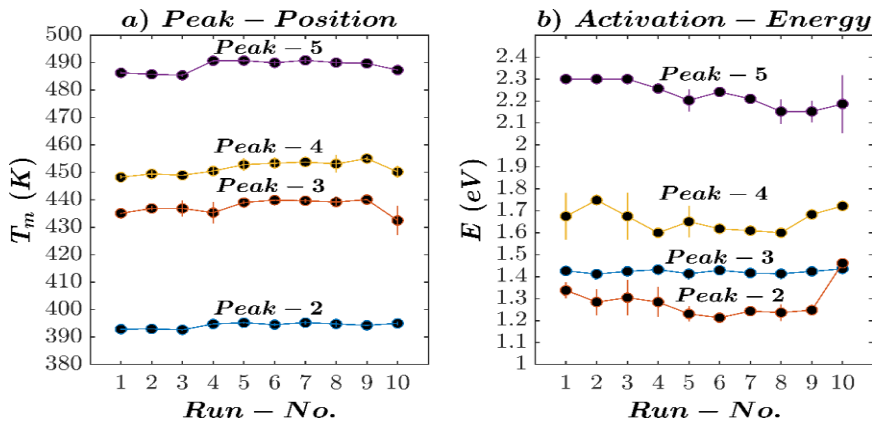 a) Peak − Position
500
490
480
470
460
450
440
430
420
410
400
390
380
T_m (K)
Peak − 5
Peak − 4
Peak − 3
Peak − 2
1 2 3 4 5 6 7 8 9 10
Run − No.
b) Activation − Energy
2.5
2.4
2.3
2.2
2.1
2
1.9
1.8
1.7
1.6
1.5
1.4
1.3
1.2
1.1
1
E (eV)
Peak − 5
Peak − 4
Peak − 3
Peak − 2
1 2 3 4 5 6 7 8 9 10
Run − No.